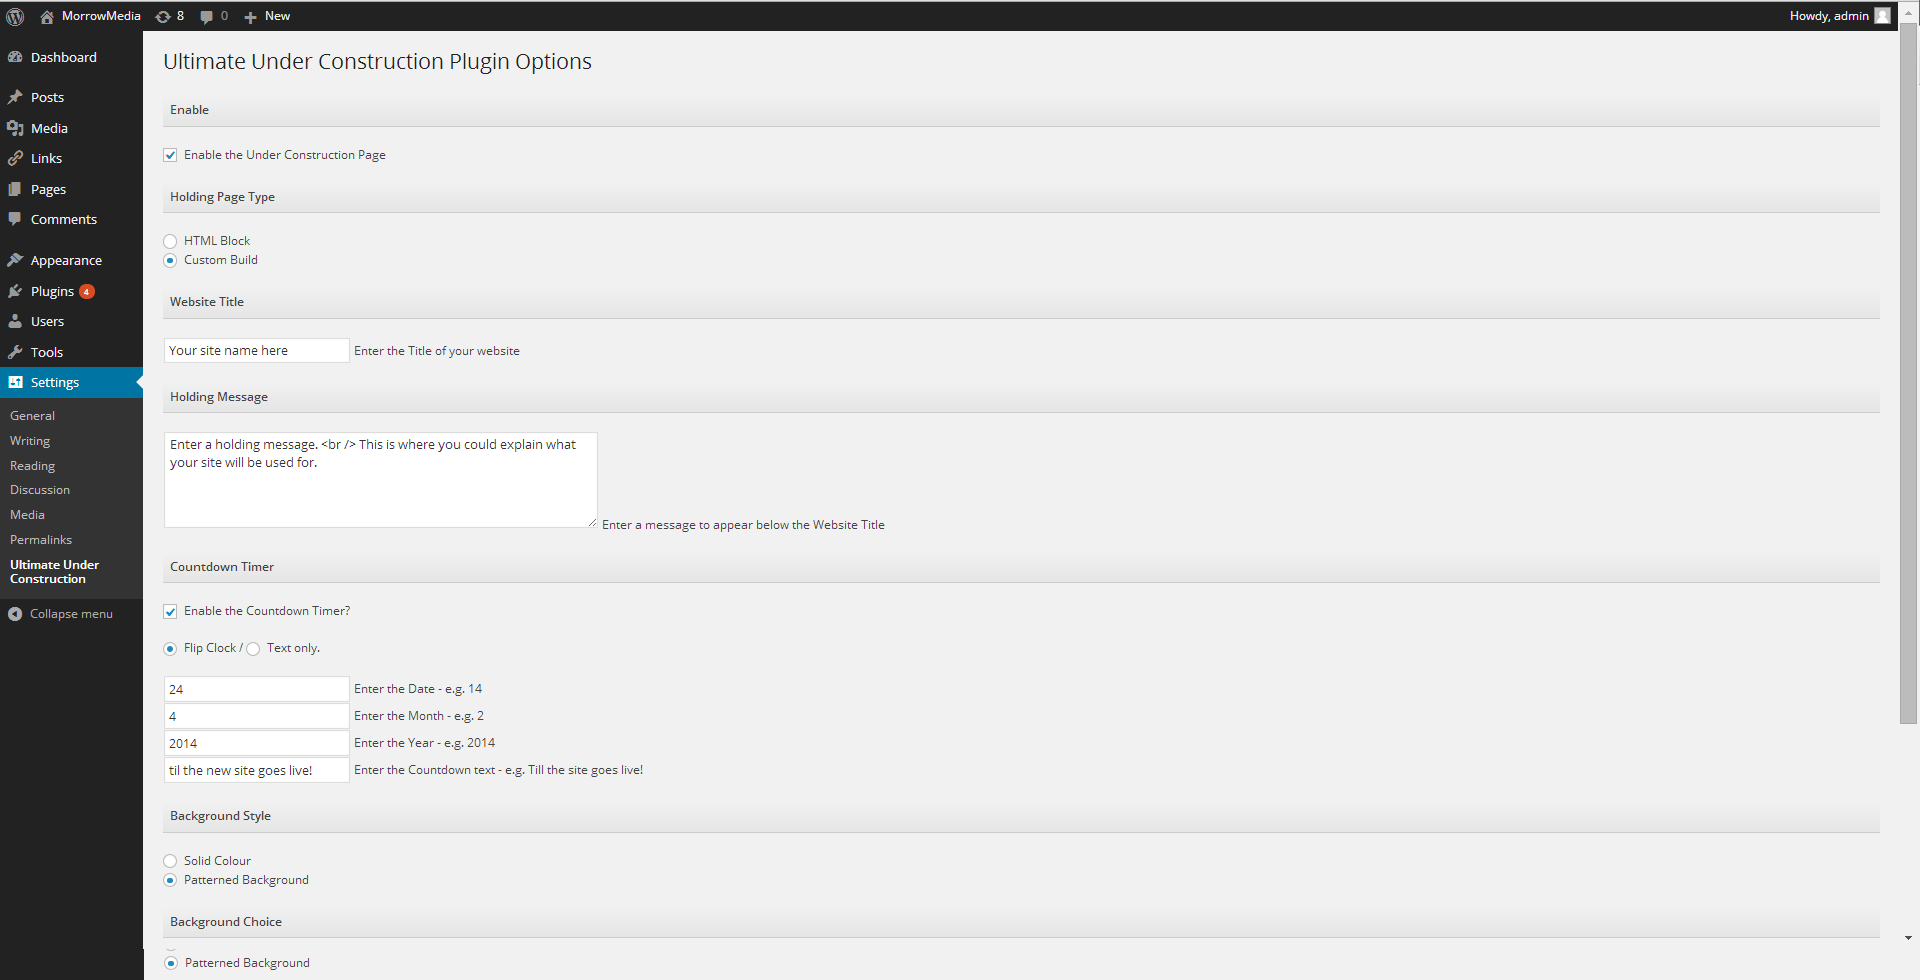 MorrowMedia 8 0 New Howdy, admin
Dashboard
Posts
Media
Links
Pages
Comments
Appearance
Plugins 4
Users
Tools
Settings
General
Writing
Reading
Discussion
Media
Permalinks
Ultimate Under
Construction
Collapse menu
Ultimate Under Construction Plugin Options
Enable
Enable the Under Construction Page
Holding Page Type
HTML Block
Custom Build
Website Title
Your site name here Enter the Title of your website
Holding Message
Enter a holding message. <br /> This is where you could explain what
your site will be used for.
Enter a message to appear below the Website Title
Countdown Timer
Enable the Countdown Timer?
Flip Clock / Text only.
24 Enter the Date - e.g. 14
4 Enter the Month - e.g. 2
2014 Enter the Year - e.g. 2014
til the new site goes live! Enter the Countdown text - e.g. Till the site goes live!
Background Style
Solid Colour
Patterned Background
Background Choice
Patterned Background